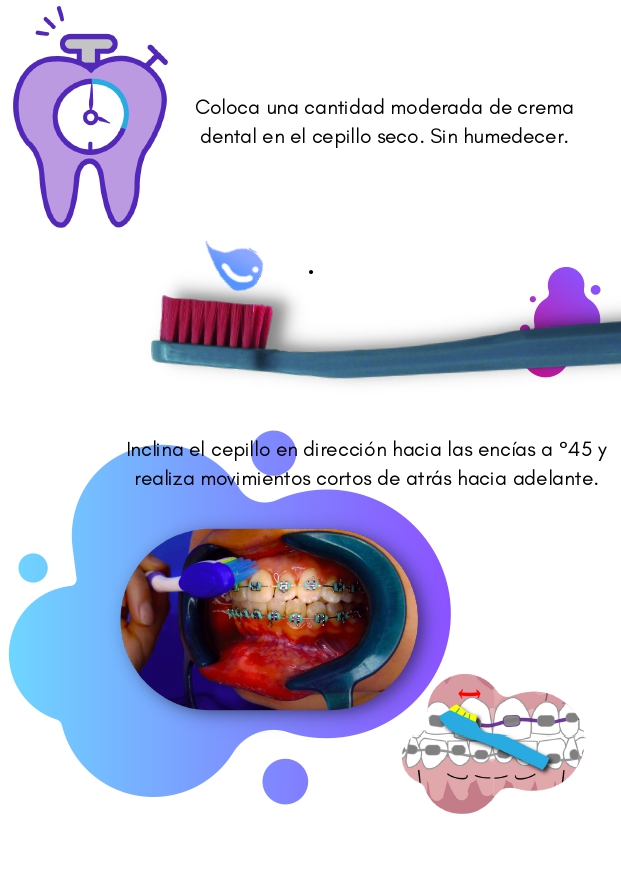 Coloca una cantidad moderada de crema
dental en el cepillo seco. Sin humedecer.
Inclina el cepillo en dirección hacia las encías a °45 y
realiza movimientos cortos de atrás hacia adelante.